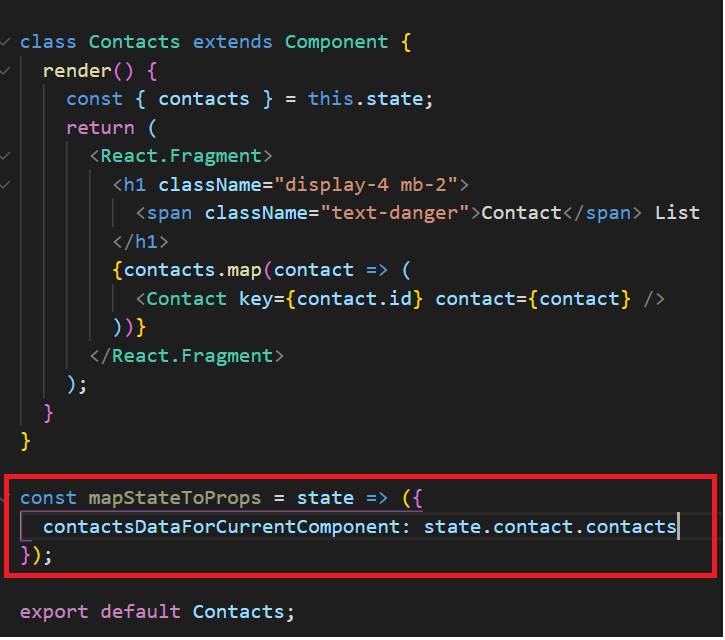 class Contacts extends Component {
render() {
const { contacts } = this.state;
return (
<React.Fragment>
<h1 className="display-4 mb-2">
<span className="text-danger">Contact</span> List
</h1>
{contacts.map(contact => (
<Contact key={contact.id} contact={contact} />
))}
</React.Fragment>
);
}
}
const mapStateToProps = state => ({
contactsDataForCurrentComponent: state.contact.contacts
});
export default Contacts;